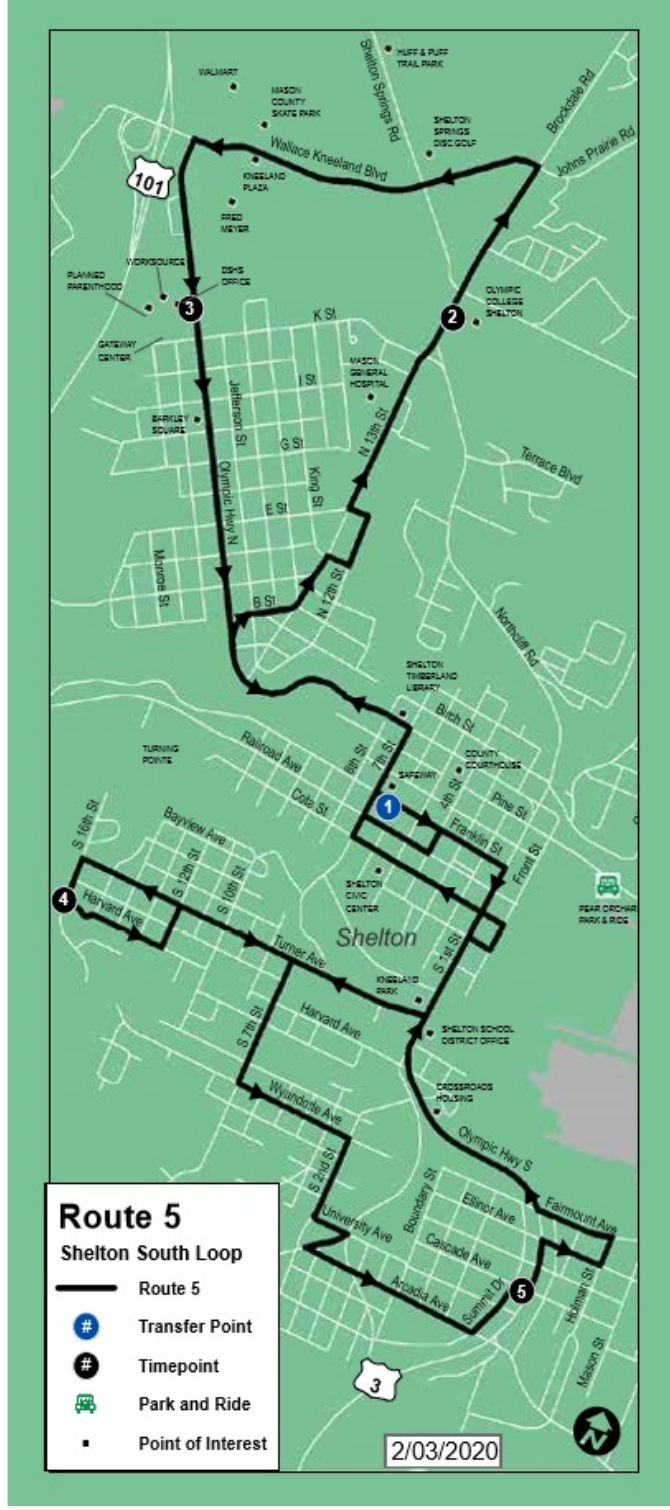 HUFF & PUFF
TRAIL PARK
Shelton Springs Rd
WALMART
MASON
COUNTY
SKATE PARK
SHELTON
SPRINGS
DISC GOLF
Brockdale Rd
Johns Prairie Rd
Wallace Kneeland Blvd
KNEELAND
PLAZA
101
FRED
MEYER
WORKSOURCE
DSHS
OFFICE
PLANNED
PARENTHOOD
3
2
OLYMPIC
COLLEGE
SHELTON
GATEWAY
CENTER
K St
MASON
GENERAL
HOSPITAL
I St
Jefferson St
BARKLEY
SQUARE
G St
N 13th St
Terrace Blvd
Olympic Hwy N
King St
E St
Monroe St
B St
N 12th St
Northcliff Rd
SHELTON
TIMBERLAND
LIBRARY
Birch St
TURNING
POINTE
Railroad Ave
8th St
7th St
COUNTY
COURTHOUSE
SAFEWAY
4th St
Pine St
Cota St
1
Franklin St
Front St
S 16th St
Bayview Ave
S 12th St
S 10th St
SHELTON
CIVIC
CENTER
PEAR ORCHAR
PARK & RIDE
4
Harvard Ave
Turner Ave
Shelton
S 1st St
KNEELAND
PARK
S 7th St
Harvard Ave
SHELTON SCHOOL
DISTRICT OFFICE
CROSSROADS
HOUSING
Wyandotte Ave
Olympic Hwy S
S 2nd St
Boundary St
Ellinor Ave
Fairmount Ave
University Ave
Cascade Ave
Arcadia Ave
Summit Dr
5
Holman St
Mason St
3
N
2/03/2020
Route 5
Shelton South Loop
Route 5
# Transfer Point
# Timepoint
Park and Ride
Point of Interest